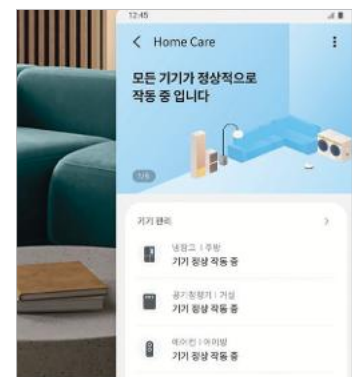 12:45
Home Care
모든 기기가 정상적으로
작동 중 입니다
1/5
기기 관리
냉장고 | 주방
기기 정상 작동 중
공기청정기 | 거실
기기 정상 작동 중
에어컨 | 아이방
기기 정상 작동 중